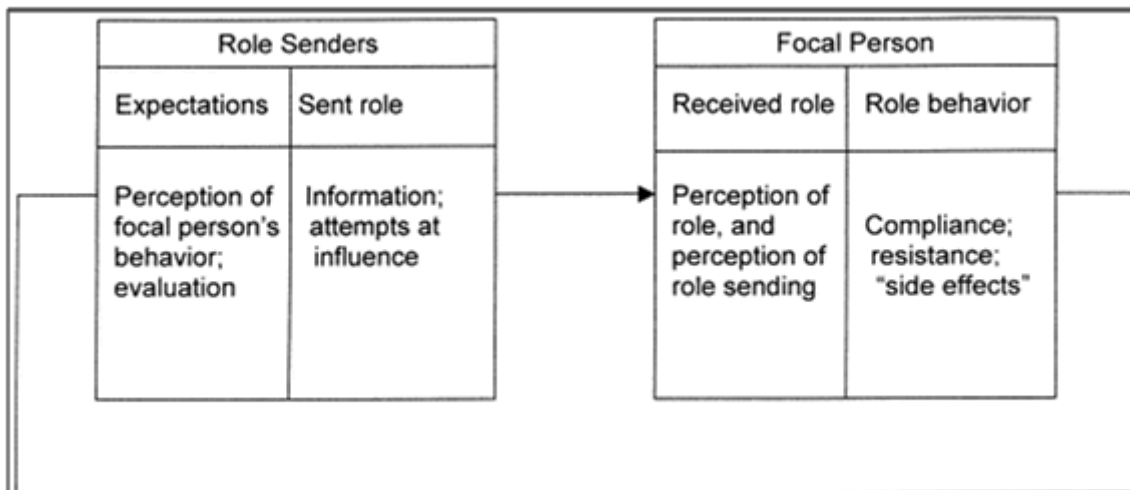 Role Senders
Expectations
Sent role
Perception of
focal person's
behavior;
evaluation
Information;
attempts at
influence
Focal Person
Received role
Role behavior
Perception of
role, and
perception of
role sending
Compliance;
resistance;
“side effects”